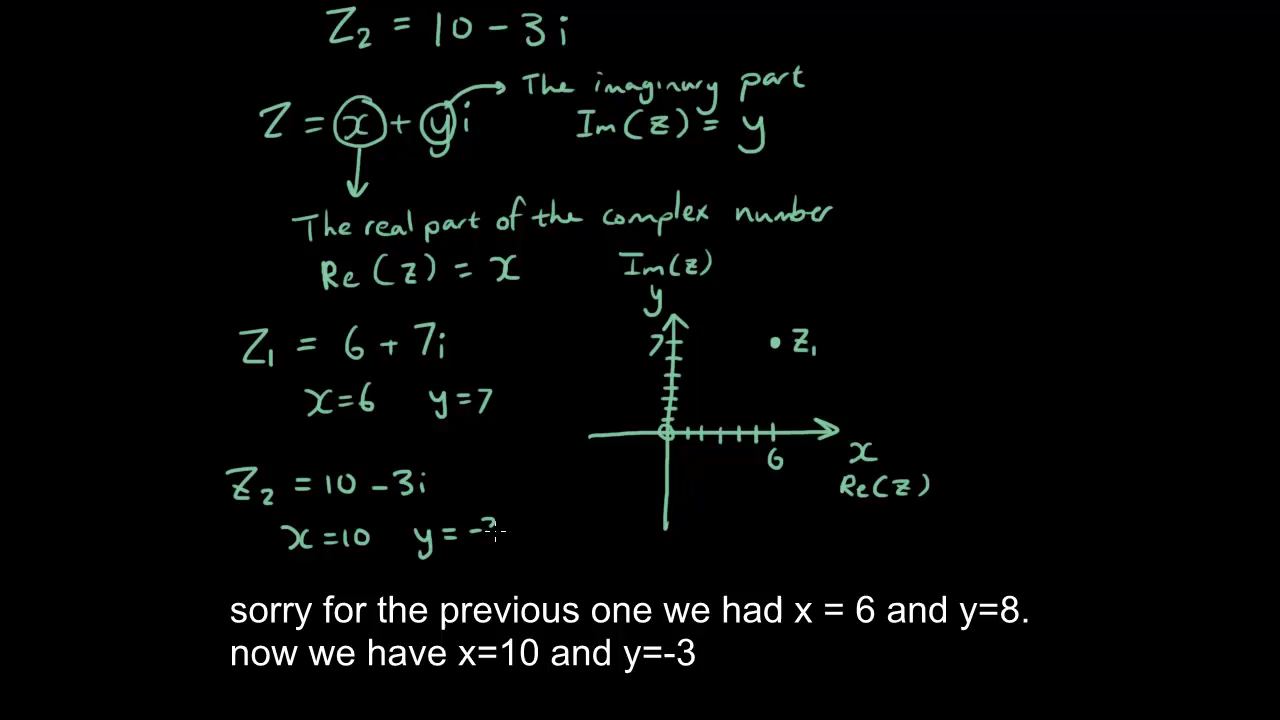 Z₂ = 10 - 3i
The imaginary part
Z = x + yi
Im(z) = y
The real part of the complex number
Re(z) = x
Im(z)
y
Z₁ = 6 + 7i
7
Z₁
x=6 y=7
6
x
Re(z)
Z₂ = 10 - 3i
x=10 y=-3
sorry for the previous one we had x = 6 and y=8.
now we have x=10 and y=-3